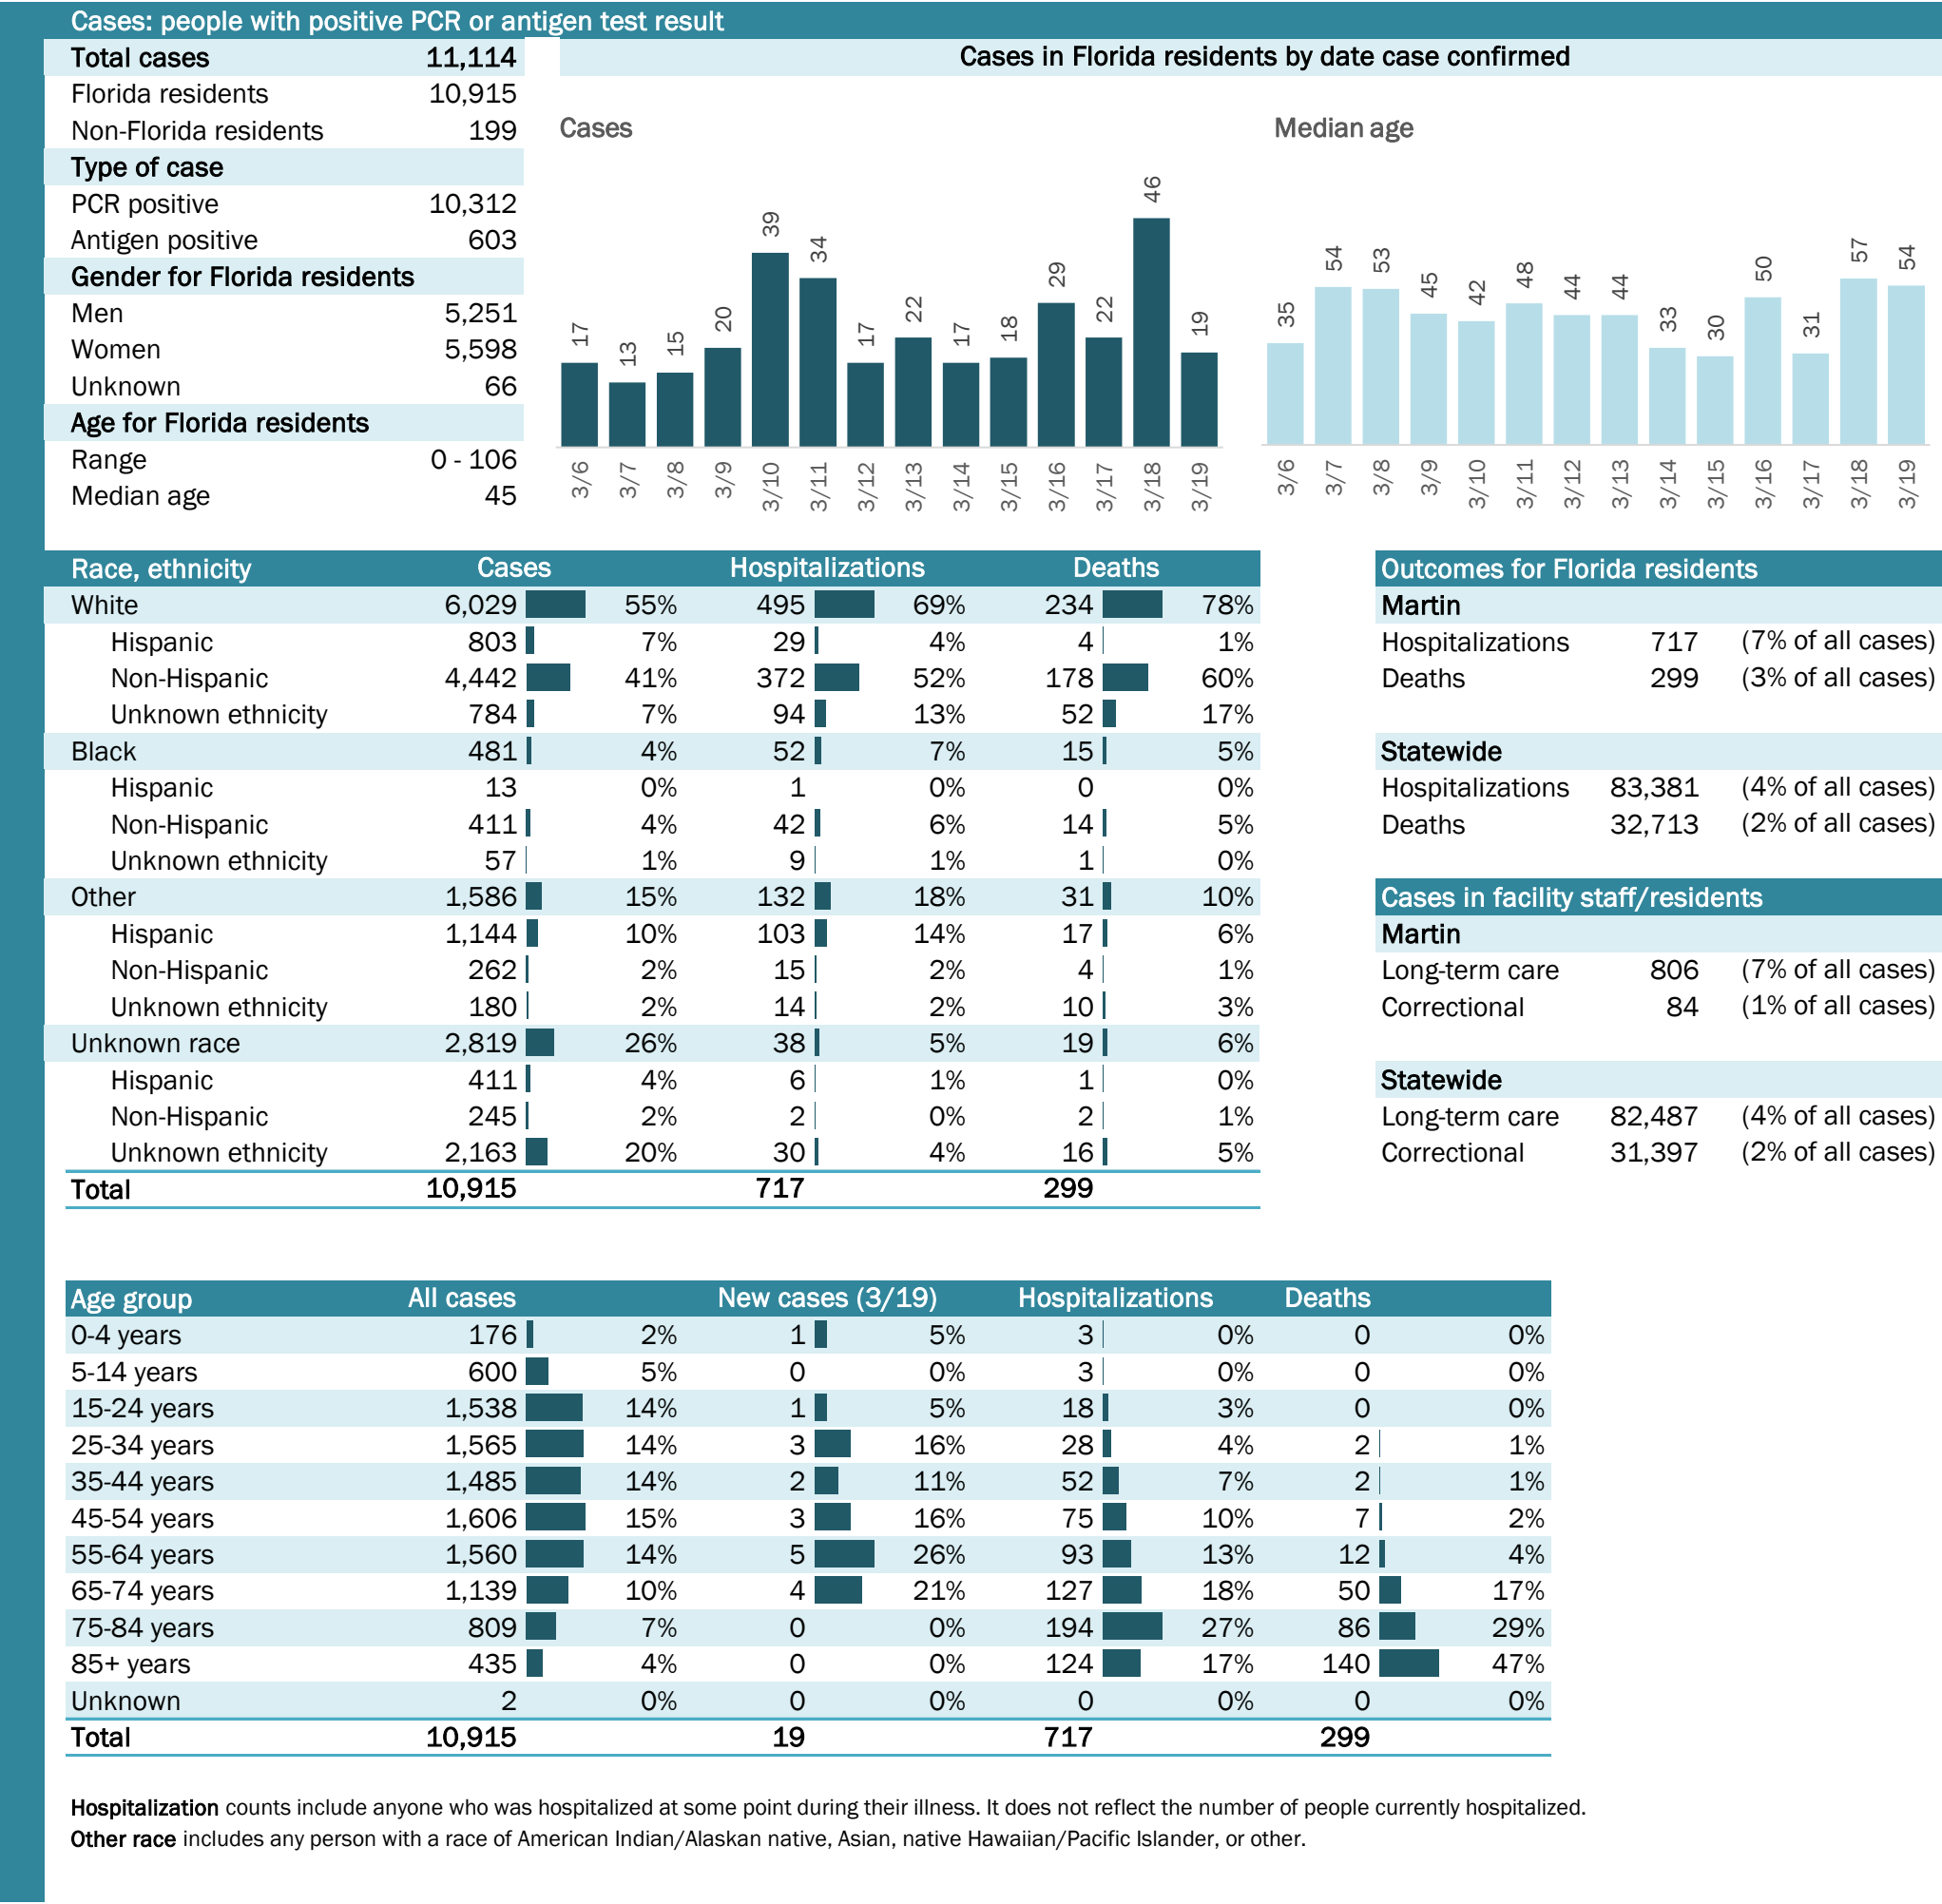 Cases: people with positive PCR or antigen test result
Total cases 11,114
Florida residents 10,915
Non-Florida residents 199
Type of case
PCR positive 10,312
Antigen positive 603
Gender for Florida residents
Men 5,251
Women 5,598
Unknown 66
Age for Florida residents
Range 0 - 106
Median age 45
Cases in Florida residents by date case confirmed
Cases
17 13 15 20 39 34 17 22 17 18 29 22 46 19
3/6 3/7 3/8 3/9 3/10 3/11 3/12 3/13 3/14 3/15 3/16 3/17 3/18 3/19
Median age
35 54 53 45 42 48 44 44 33 30 50 31 57 54
3/6 3/7 3/8 3/9 3/10 3/11 3/12 3/13 3/14 3/15 3/16 3/17 3/18 3/19
Race, ethnicity Cases Hospitalizations Deaths
White 6,029 55% 495 69% 234 78%
Hispanic 803 7% 29 4% 4 1%
Non-Hispanic 4,442 41% 372 52% 178 60%
Unknown ethnicity 784 7% 94 13% 52 17%
Black 481 4% 52 7% 15 5%
Hispanic 13 0% 1 0% 0 0%
Non-Hispanic 411 4% 42 6% 14 5%
Unknown ethnicity 57 1% 9 1% 1 0%
Other 1,586 15% 132 18% 31 10%
Hispanic 1,144 10% 103 14% 17 6%
Non-Hispanic 262 2% 15 2% 4 1%
Unknown ethnicity 180 2% 14 2% 10 3%
Unknown race 2,819 26% 38 5% 19 6%
Hispanic 411 4% 6 1% 1 0%
Non-Hispanic 245 2% 2 0% 2 1%
Unknown ethnicity 2,163 20% 30 4% 16 5%
Total 10,915 717 299
Outcomes for Florida residents
Martin
Hospitalizations 717 (7% of all cases)
Deaths 299 (3% of all cases)
Statewide
Hospitalizations 83,381 (4% of all cases)
Deaths 32,713 (2% of all cases)
Cases in facility staff/residents
Martin
Long-term care 806 (7% of all cases)
Correctional 84 (1% of all cases)
Statewide
Long-term care 82,487 (4% of all cases)
Correctional 31,397 (2% of all cases)
Age group All cases New cases (3/19) Hospitalizations Deaths
0-4 years 176 2% 1 5% 3 0% 0 0%
5-14 years 600 5% 0 0% 3 0% 0 0%
15-24 years 1,538 14% 1 5% 18 3% 0 0%
25-34 years 1,565 14% 3 16% 28 4% 2 1%
35-44 years 1,485 14% 2 11% 52 7% 2 1%
45-54 years 1,606 15% 3 16% 75 10% 7 2%
55-64 years 1,560 14% 5 26% 93 13% 12 4%
65-74 years 1,139 10% 4 21% 127 18% 50 17%
75-84 years 809 7% 0 0% 194 27% 86 29%
85+ years 435 4% 0 0% 124 17% 140 47%
Unknown 2 0% 0 0% 0 0% 0 0%
Total 10,915 19 717 299
Hospitalization counts include anyone who was hospitalized at some point during their illness. It does not reflect the number of people currently hospitalized.
Other race includes any person with a race of American Indian/Alaskan native, Asian, native Hawaiian/Pacific Islander, or other.